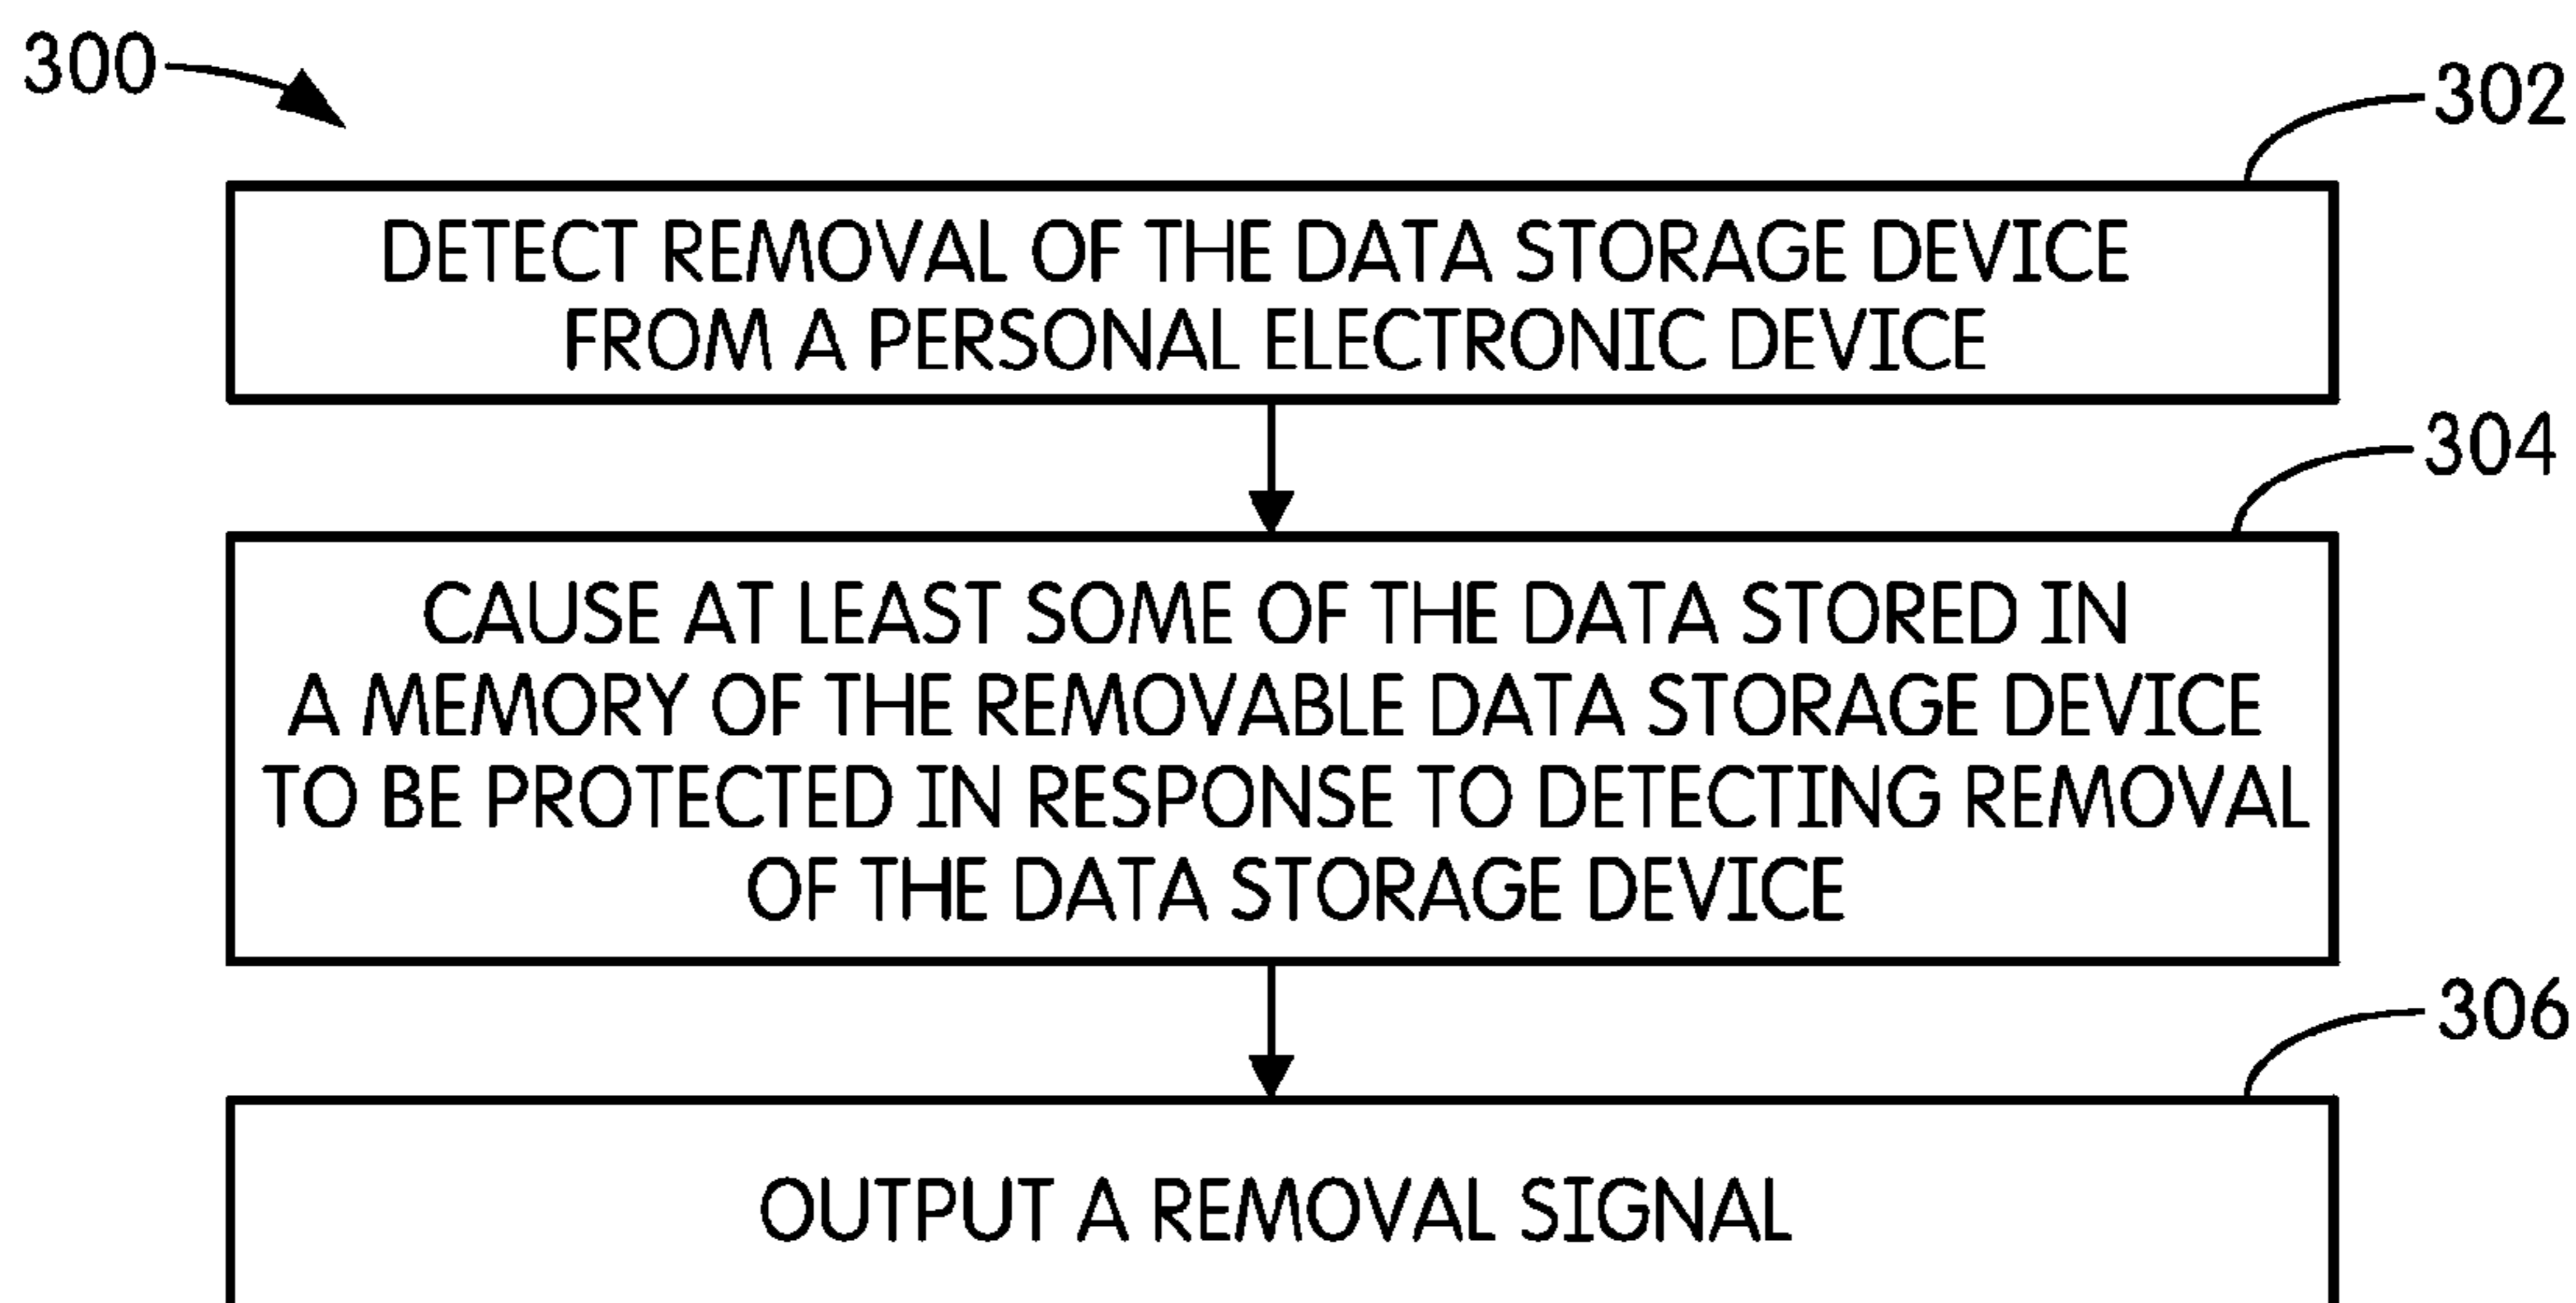 300
302
DETECT REMOVAL OF THE DATA STORAGE DEVICE
FROM A PERSONAL ELECTRONIC DEVICE
304
CAUSE AT LEAST SOME OF THE DATA STORED IN
A MEMORY OF THE REMOVABLE DATA STORAGE DEVICE
TO BE PROTECTED IN RESPONSE TO DETECTING REMOVAL
OF THE DATA STORAGE DEVICE
306
OUTPUT A REMOVAL SIGNAL